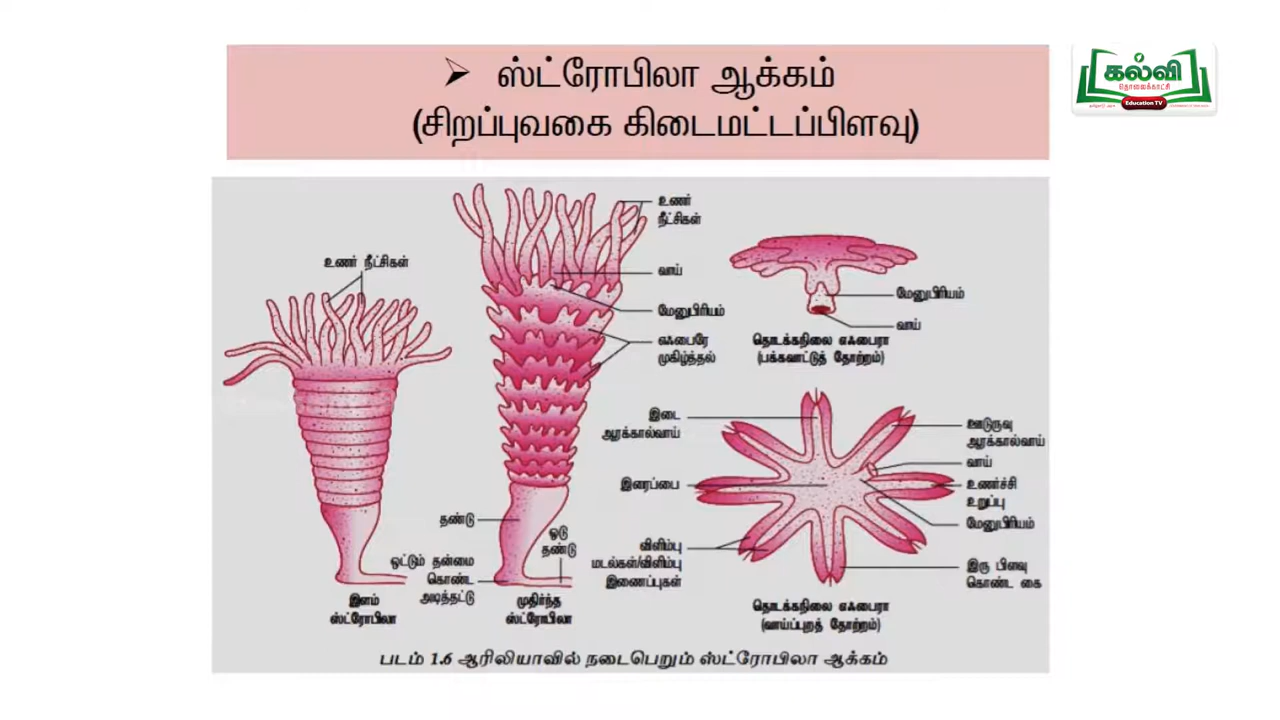 ➢ ஸ்ட்ரோபிலா ஆக்கம்
(சிறப்புவகை கிடைமட்டப்பிளவு)
கல்வி
தொலைக்காட்சி
Education TV
உணர் நீட்சிகள்
இளம்
ஸ்ட்ரோபிலா
உணர்
நீட்சிகள்
வாய்
மேனுபிரியம்
எஃபைரே
முகிழ்த்தல்
தண்டு
ஓடு
தண்டு
ஒட்டும் தன்மை
கொண்ட
அடித்தட்டு
முதிர்ந்த
ஸ்ட்ரோபிலா
மேனுபிரியம்
வாய்
தொடக்கநிலை எஃபைரா
(பக்கவாட்டுத் தோற்றம்)
இடை
ஆரக்கால்வாய்
இரைப்பை
விளிம்பு
மடல்கள்/விளிம்பு
இணைப்புகள்
ஊடுருவு
ஆரக்கால்வாய்
வாய்
உணர்ச்சி
உறுப்பு
மேனுபிரியம்
இரு பிளவு
கொண்ட கை
தொடக்கநிலை எஃபைரா
(வாய்ப்புறத் தோற்றம்)
படம் 1.6 ஆரிலியாவில் நடைபெறும் ஸ்ட்ரோபிலா ஆக்கம்